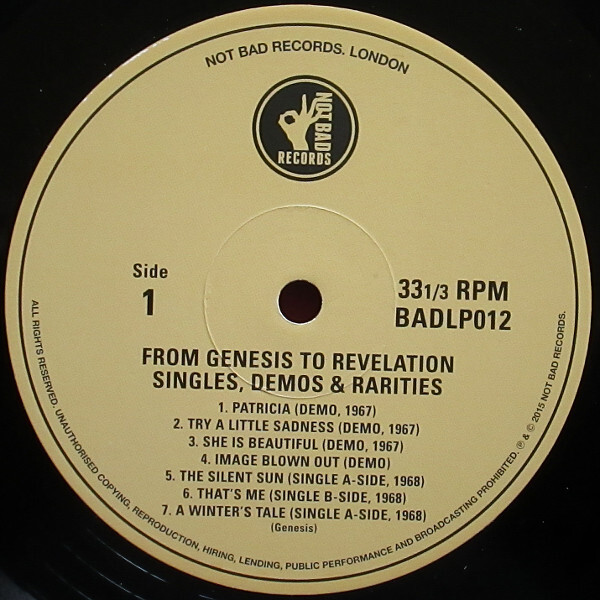 NOT BAD RECORDS. LONDON
NOT BAD
RECORDS
Side
1
331/3 RPM
BADLP012
FROM GENESIS TO REVELATION
SINGLES, DEMOS & RARITIES
1. PATRICIA (DEMO, 1967)
2. TRY A LITTLE SADNESS (DEMO, 1967)
3. SHE IS BEAUTIFUL (DEMO, 1967)
4. IMAGE BLOWN OUT (DEMO)
5. THE SILENT SUN (SINGLE A-SIDE, 1968)
6. THAT'S ME (SINGLE B-SIDE, 1968)
7. A WINTER'S TALE (SINGLE A-SIDE, 1968)
(Genesis)
ALL RIGHTS RESERVED. UNAUTHORISED COPYING, REPRODUCTION, HIRING, LENDING, PUBLIC PERFORMANCE AND BROADCASTING PROHIBITED. ℗ & © 2015 NOT BAD RECORDS.